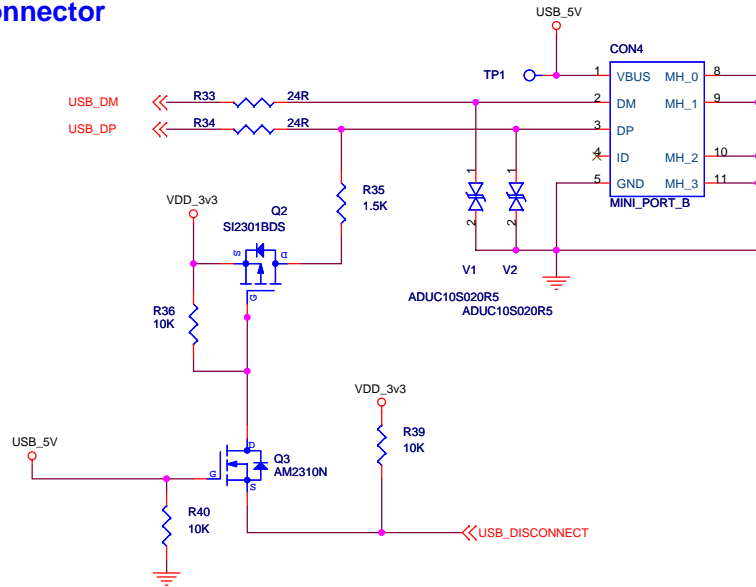 onnector
USB_5V
CON4
TP1
1 VBUS MH_0 8
USB_DM R33 24R 2 DM MH_1 9
USB_DP R34 24R 3 DP
4 ID MH_2 10
5 GND MH_3 11
MINI_PORT_B
R35
1.5K
1 1
2 2
VDD_3v3
Q2
SI2301BDS
S D
G
V1 V2
ADUC10S020R5
ADUC10S020R5
R36
10K
VDD_3v3
R39
10K
USB_5V
D
G
S
Q3
AM2310N
R40
10K
USB_DISCONNECT